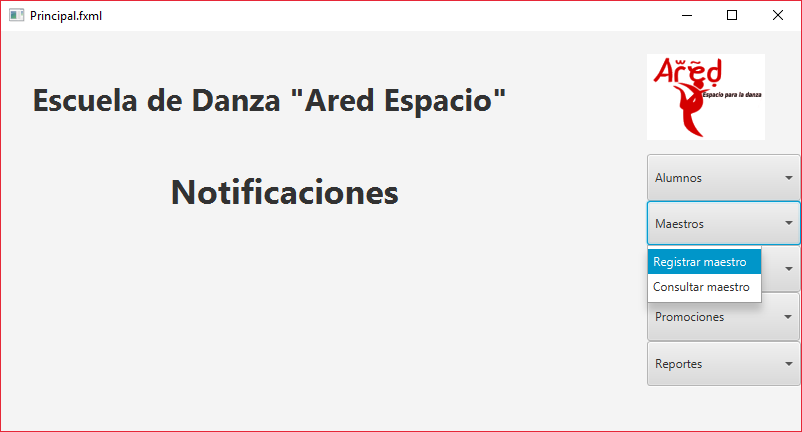 Principal.fxml
Escuela de Danza "Ared Espacio"
Notificaciones
Ared
Espacio para la danza
Alumnos
Maestros
Registrar maestro
Consultar maestro
Promociones
Reportes